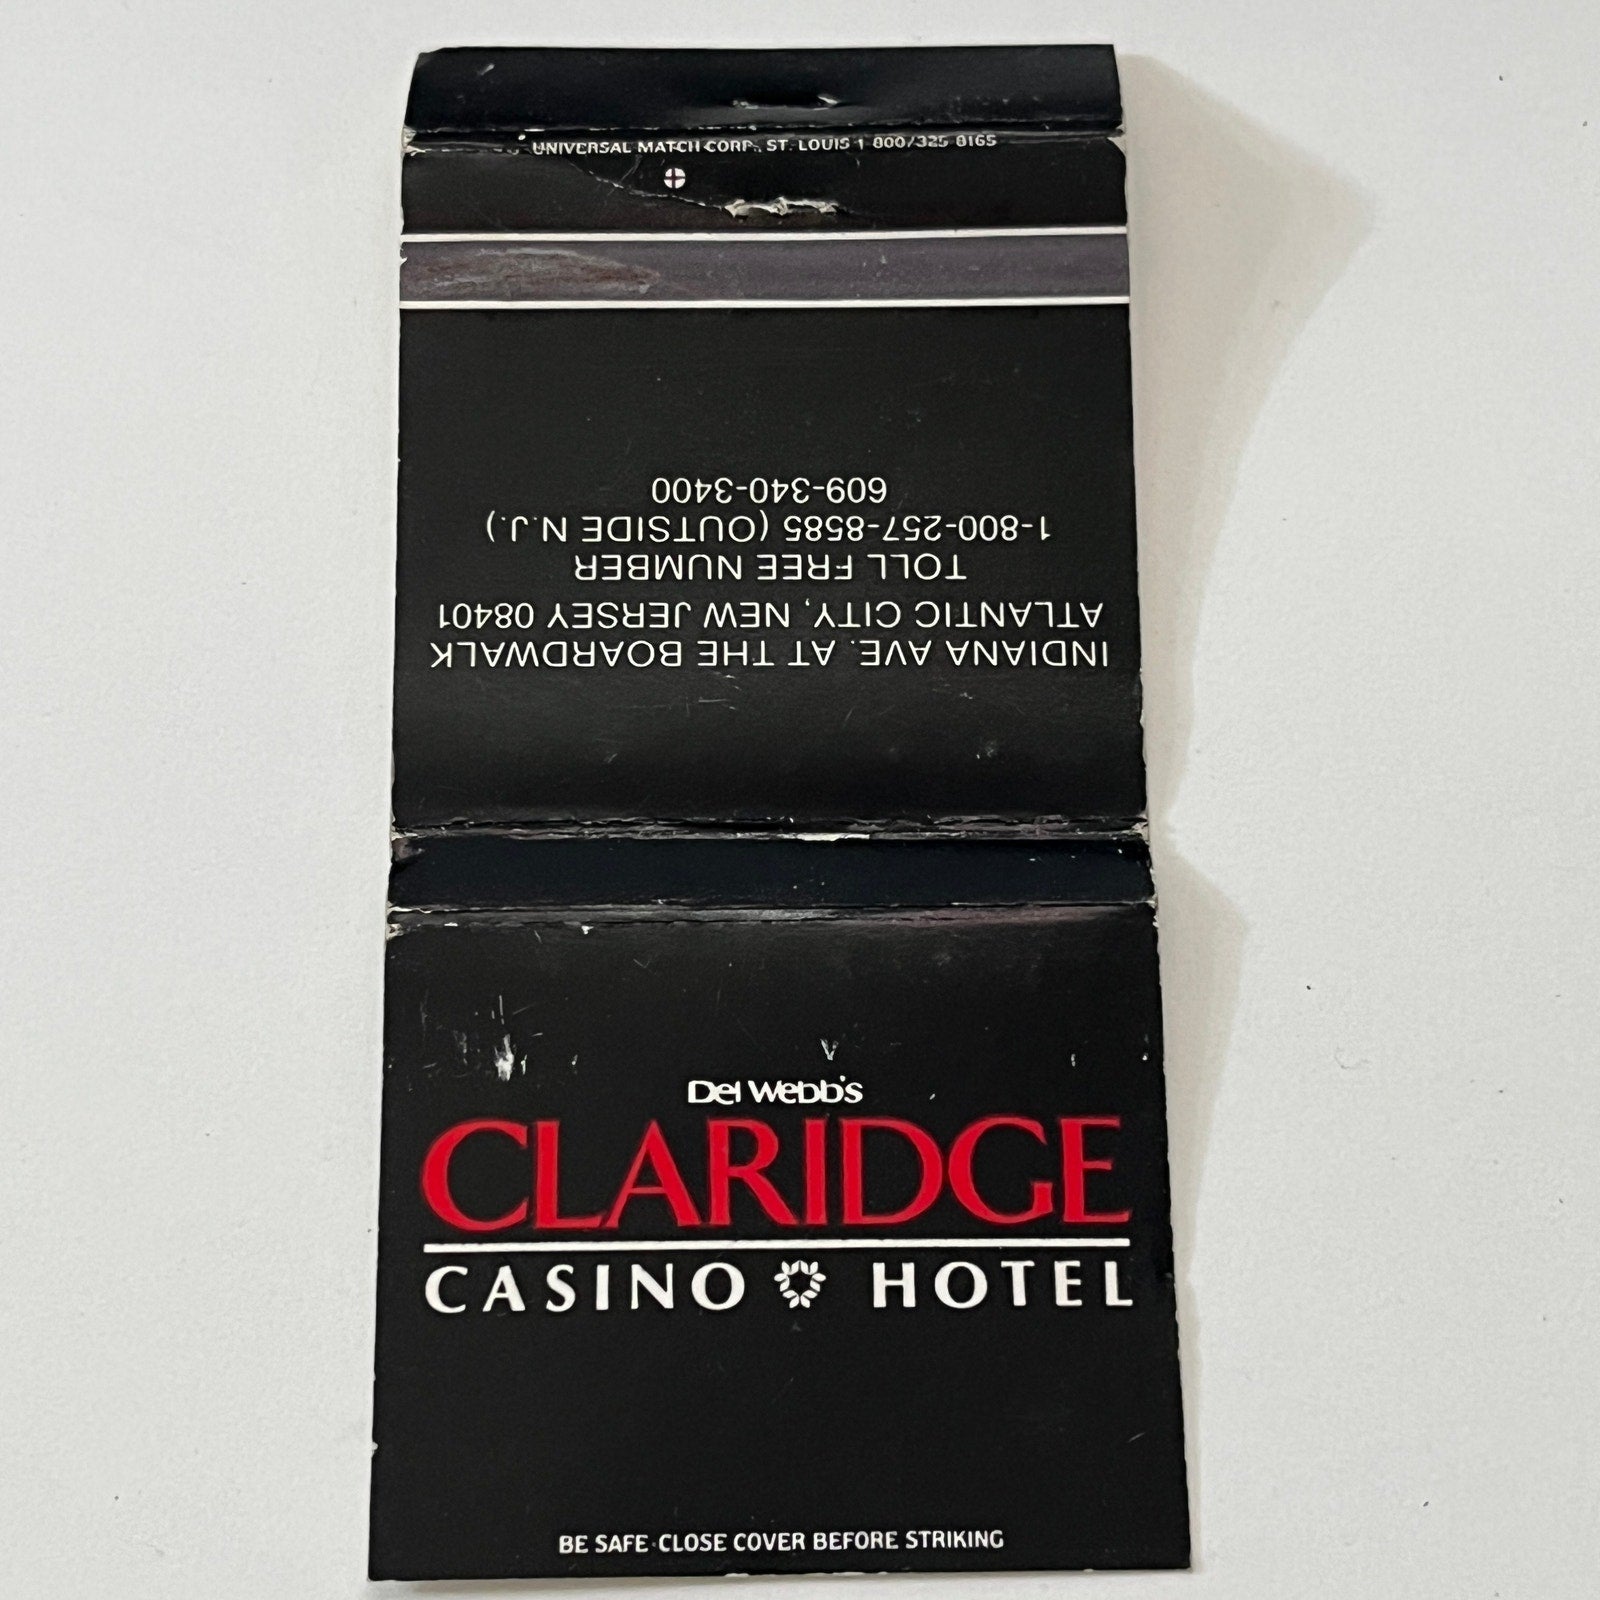 UNIVERSAL MATCH CORP., ST. LOUIS 1 800/325 8165
INDIANA AVE. AT THE BOARDWALK
ATLANTIC CITY, NEW JERSEY 08401
TOLL FREE NUMBER
1-800-257-8585 (OUTSIDE N.J.)
609-340-3400
Del Webb's
CLARIDGE
CASINO HOTEL
BE SAFE·CLOSE COVER BEFORE STRIKING